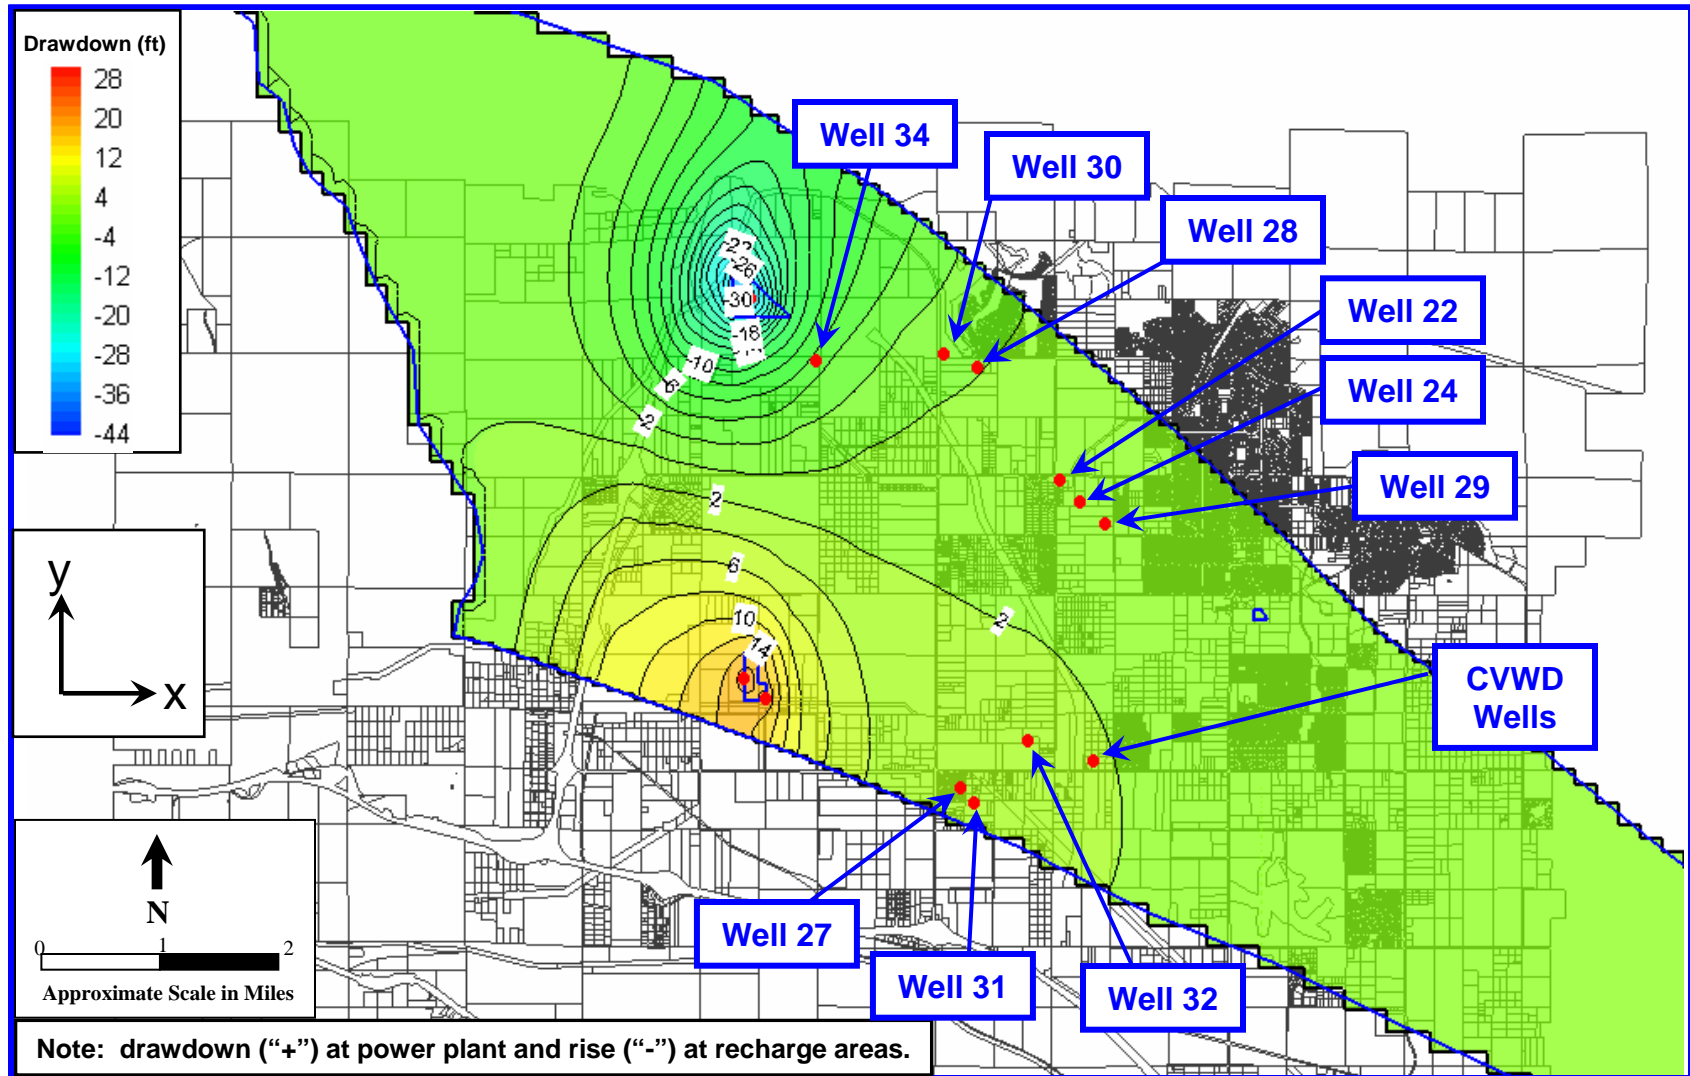 Drawdown (ft)
28
20
12
4
-4
-12
-20
-28
-36
-44
Well 34
Well 30
Well 28
Well 22
Well 24
Well 29
CVWD
Wells
Well 27
Well 31
Well 32
-26
-30
-18
-10
-2
2
6
2
10
14
y
x
N
0 1 2
Approximate Scale in Miles
Note: drawdown (“+”) at power plant and rise (“-”) at recharge areas.